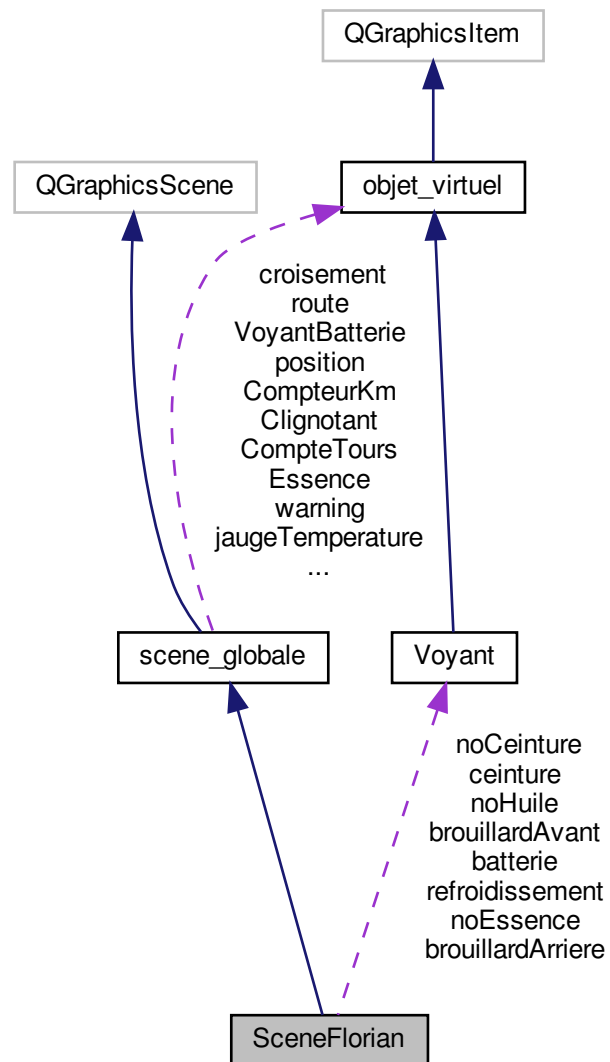 QGraphicsItem
QGraphicsScene
objet_virtuel
croisement
route
VoyantBatterie
position
CompteurKm
Clignotant
CompteTours
Essence
warning
jaugeTemperature
...
scene_globale
Voyant
noCeinture
ceinture
noHuile
brouillardAvant
batterie
refroidissement
noEssence
brouillardArriere
SceneFlorian